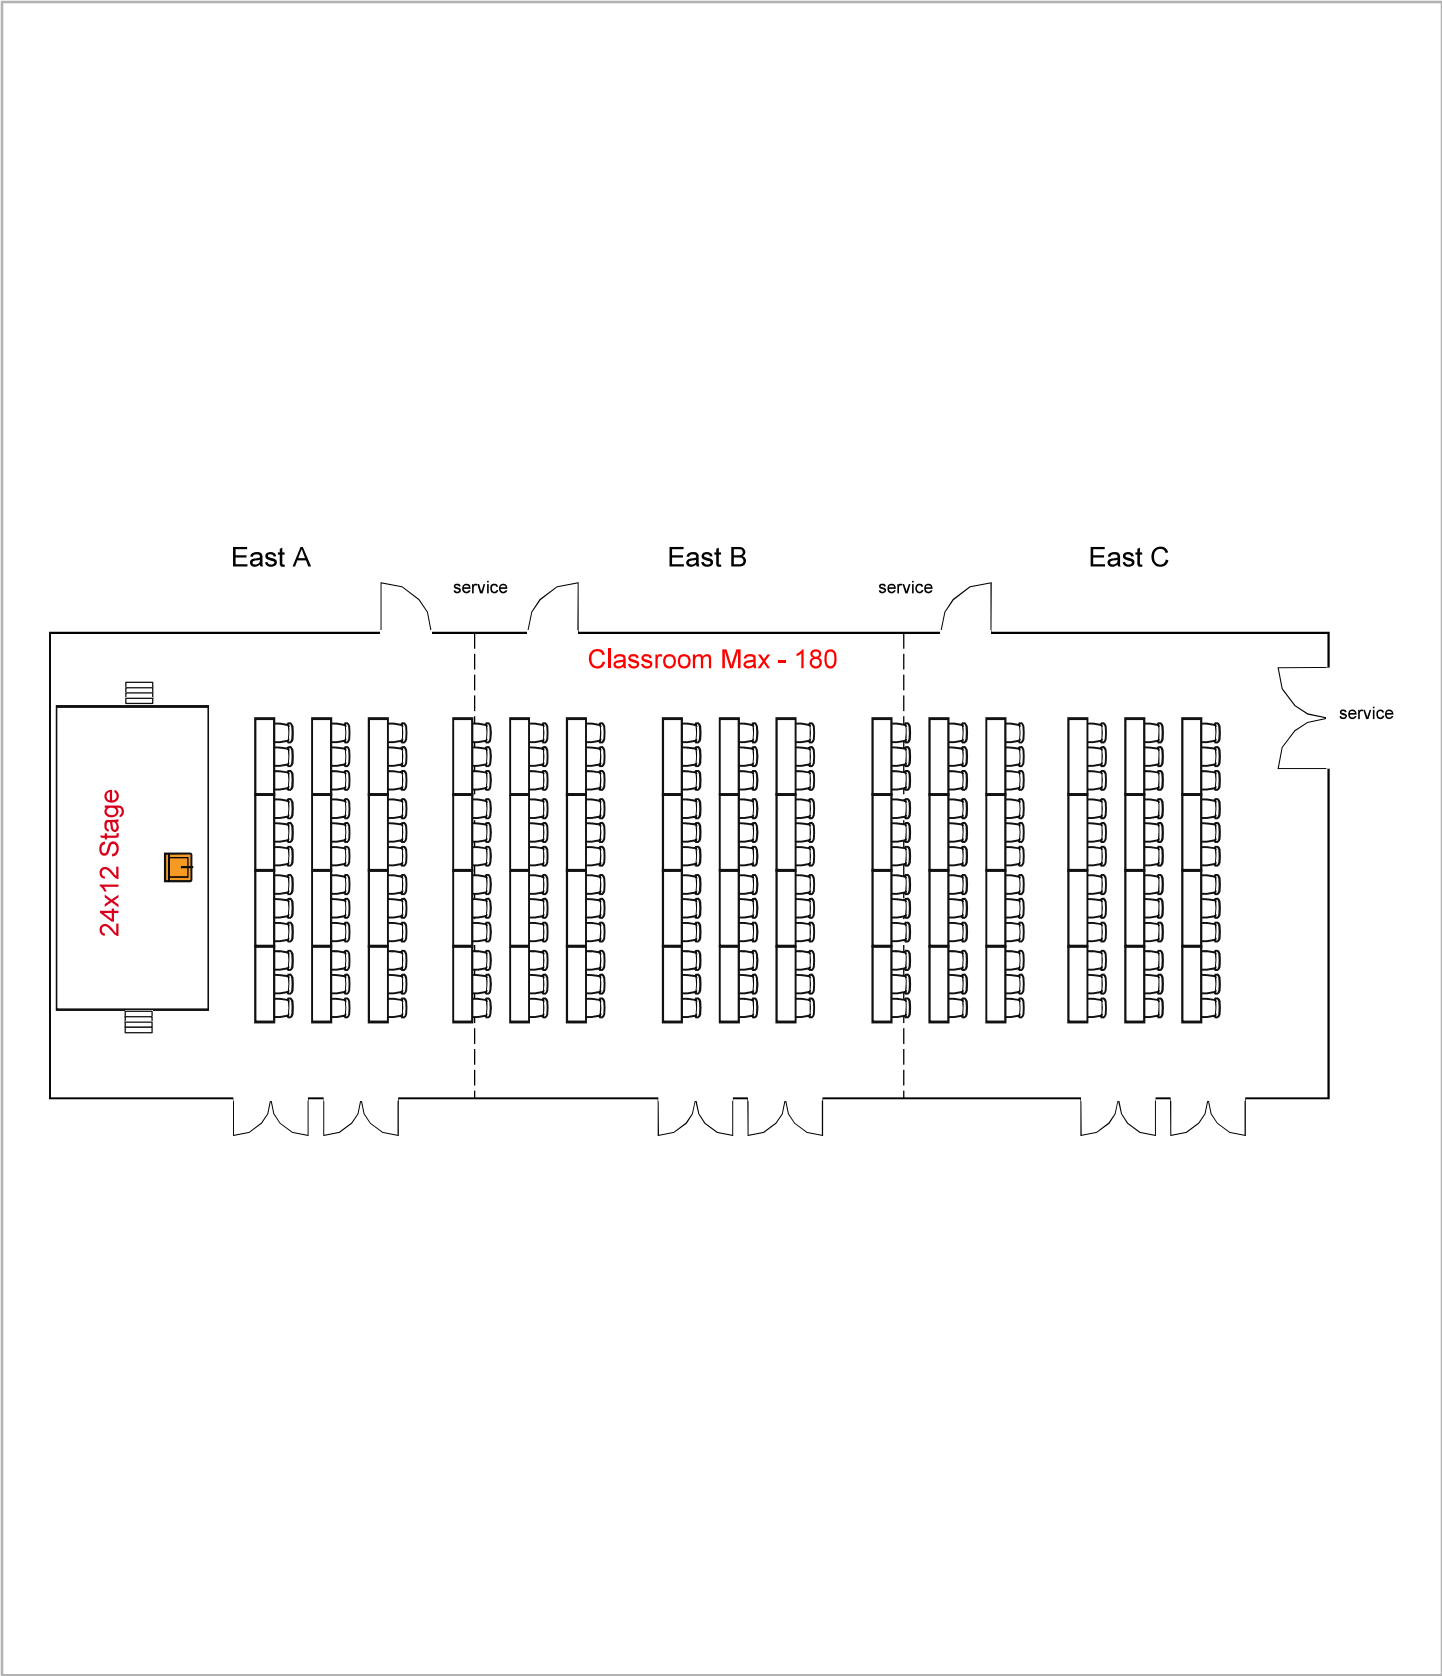 East A
East B
East C
service
service
Classroom Max - 180
service
24x12 Stage